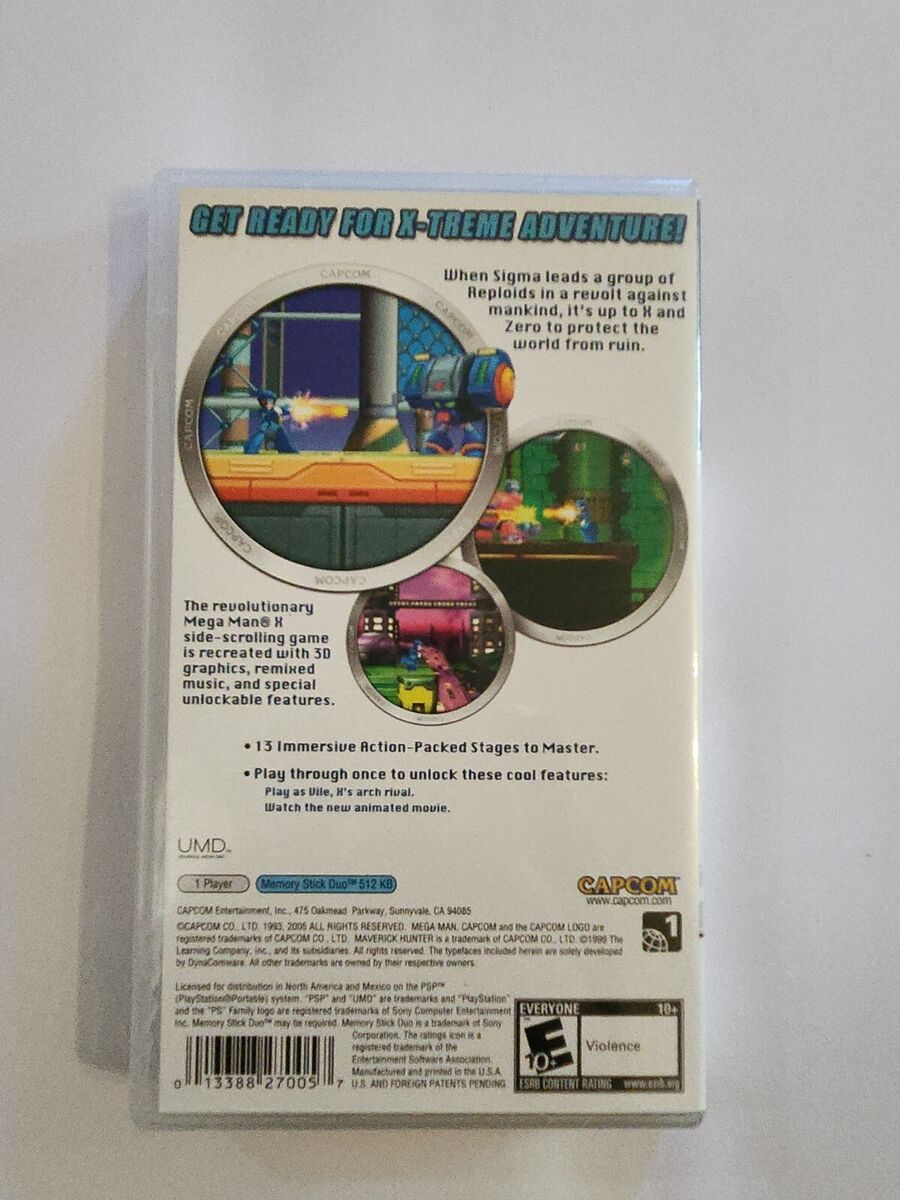 GET READY FOR X-TREME ADVENTURE!
When Sigma leads a group of
Reploids in a revolt against
mankind, it's up to X and
Zero to protect the
world from ruin.
CAPCOM
CAPCOM
CAPCOM
CAPCOM
CAPCOM
CAPCOM
The revolutionary
Mega Man® X
side-scrolling game
is recreated with 3D
graphics, remixed
music, and special
unlockable features.
• 13 Immersive Action-Packed Stages to Master.
• Play through once to unlock these cool features:
Play as Vile, X's arch rival.
Watch the new animated movie.
UMD™
1 Player
Memory Stick Duo™ 512 KB
CAPCOM®
www.capcom.com
CAPCOM Entertainment, Inc., 475 Oakmead Parkway, Sunnyvale, CA 94085
©CAPCOM CO., LTD. 1993, 2005 ALL RIGHTS RESERVED. MEGA MAN, CAPCOM and the CAPCOM LOGO are
registered trademarks of CAPCOM CO., LTD. MAVERICK HUNTER is a trademark of CAPCOM CO., LTD. ©1999 The
Learning Company, Inc., and its subsidiaries. All rights reserved. The typefaces included herein are solely developed
by DynaComware. All other trademarks are owned by their respective owners.
1
Licensed for distribution in North America and Mexico on the PSP™
(PlayStation®Portable) system. "PSP" and "UMD" are trademarks and "PlayStation"
and the "PS" Family logo are registered trademarks of Sony Computer Entertainment
Inc. Memory Stick Duo™ may be required. Memory Stick Duo is a trademark of Sony
Corporation. The ratings icon is a
registered trademark of the
Entertainment Software Association.
Manufactured and printed in the U.S.A.
U.S. AND FOREIGN PATENTS PENDING.
0 13388 27005 7
EVERYONE 10+
E
10+
Violence
ESRB CONTENT RATING www.esrb.org